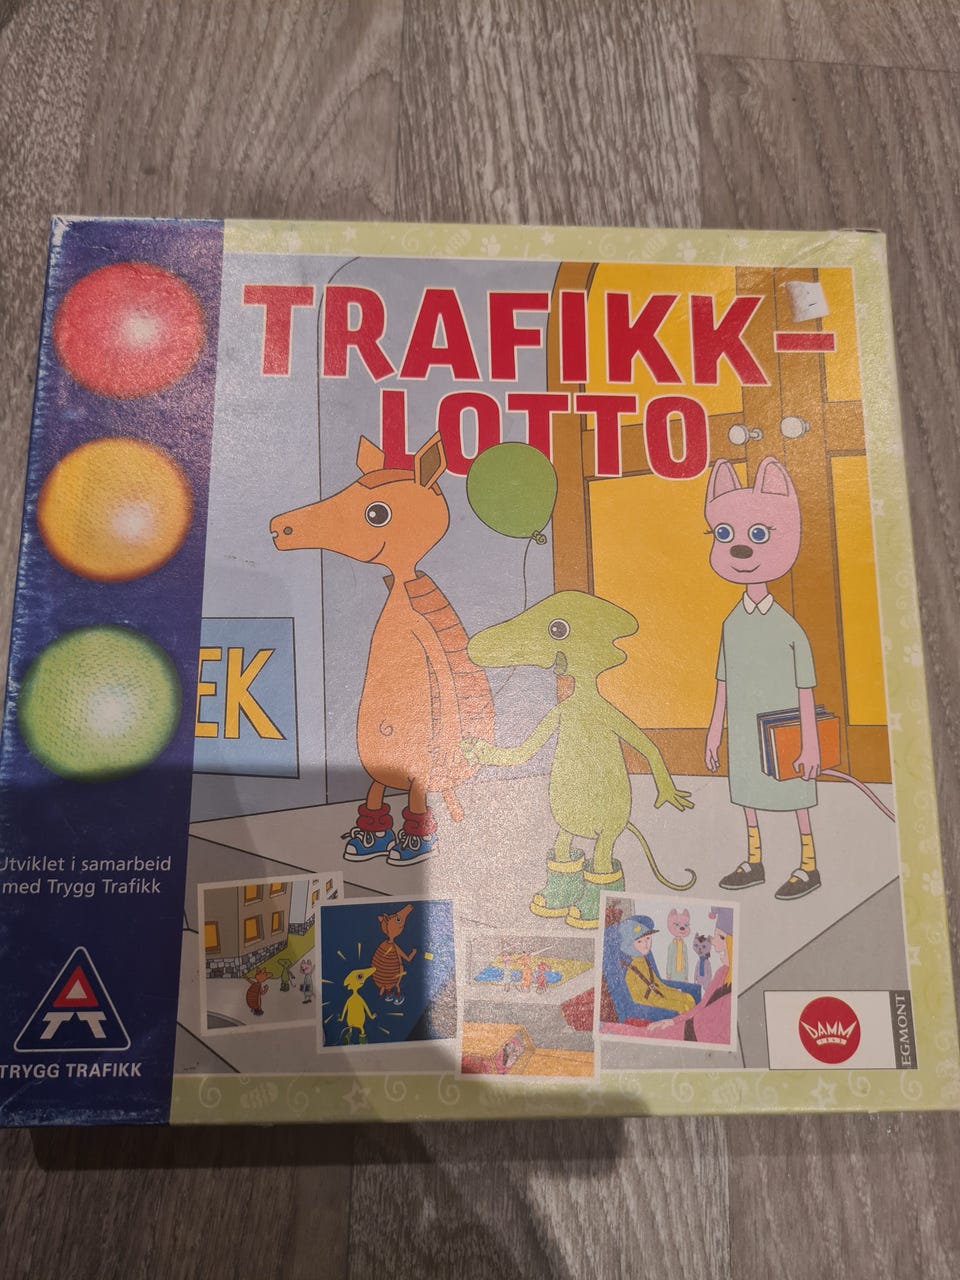 TRAFIKK-
LOTTO
EK
Utviklet i samarbeid
med Trygg Trafikk
TRYGG TRAFIKK
DAMM
EGMONT